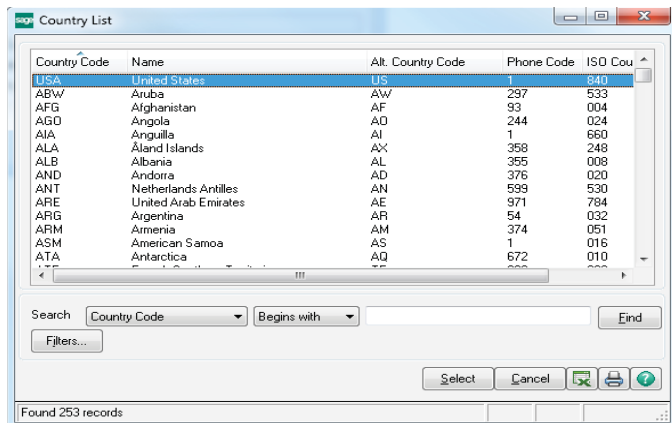 sage Country List
Country Code Name Alt. Country Code Phone Code ISO Cou
USA United States US 1 840
ABW Aruba AW 297 533
AFG Afghanistan AF 93 004
AGO Angola AO 244 024
AIA Anguilla AI 1 660
ALA Åland Islands AX 358 248
ALB Albania AL 355 008
AND Andorra AD 376 020
ANT Netherlands Antilles AN 599 530
ARE United Arab Emirates AE 971 784
ARG Argentina AR 54 032
ARM Armenia AM 374 051
ASM American Samoa AS 1 016
ATA Antarctica AQ 672 010
Search Country Code Begins with Find
Filters...
Select Cancel
Found 253 records